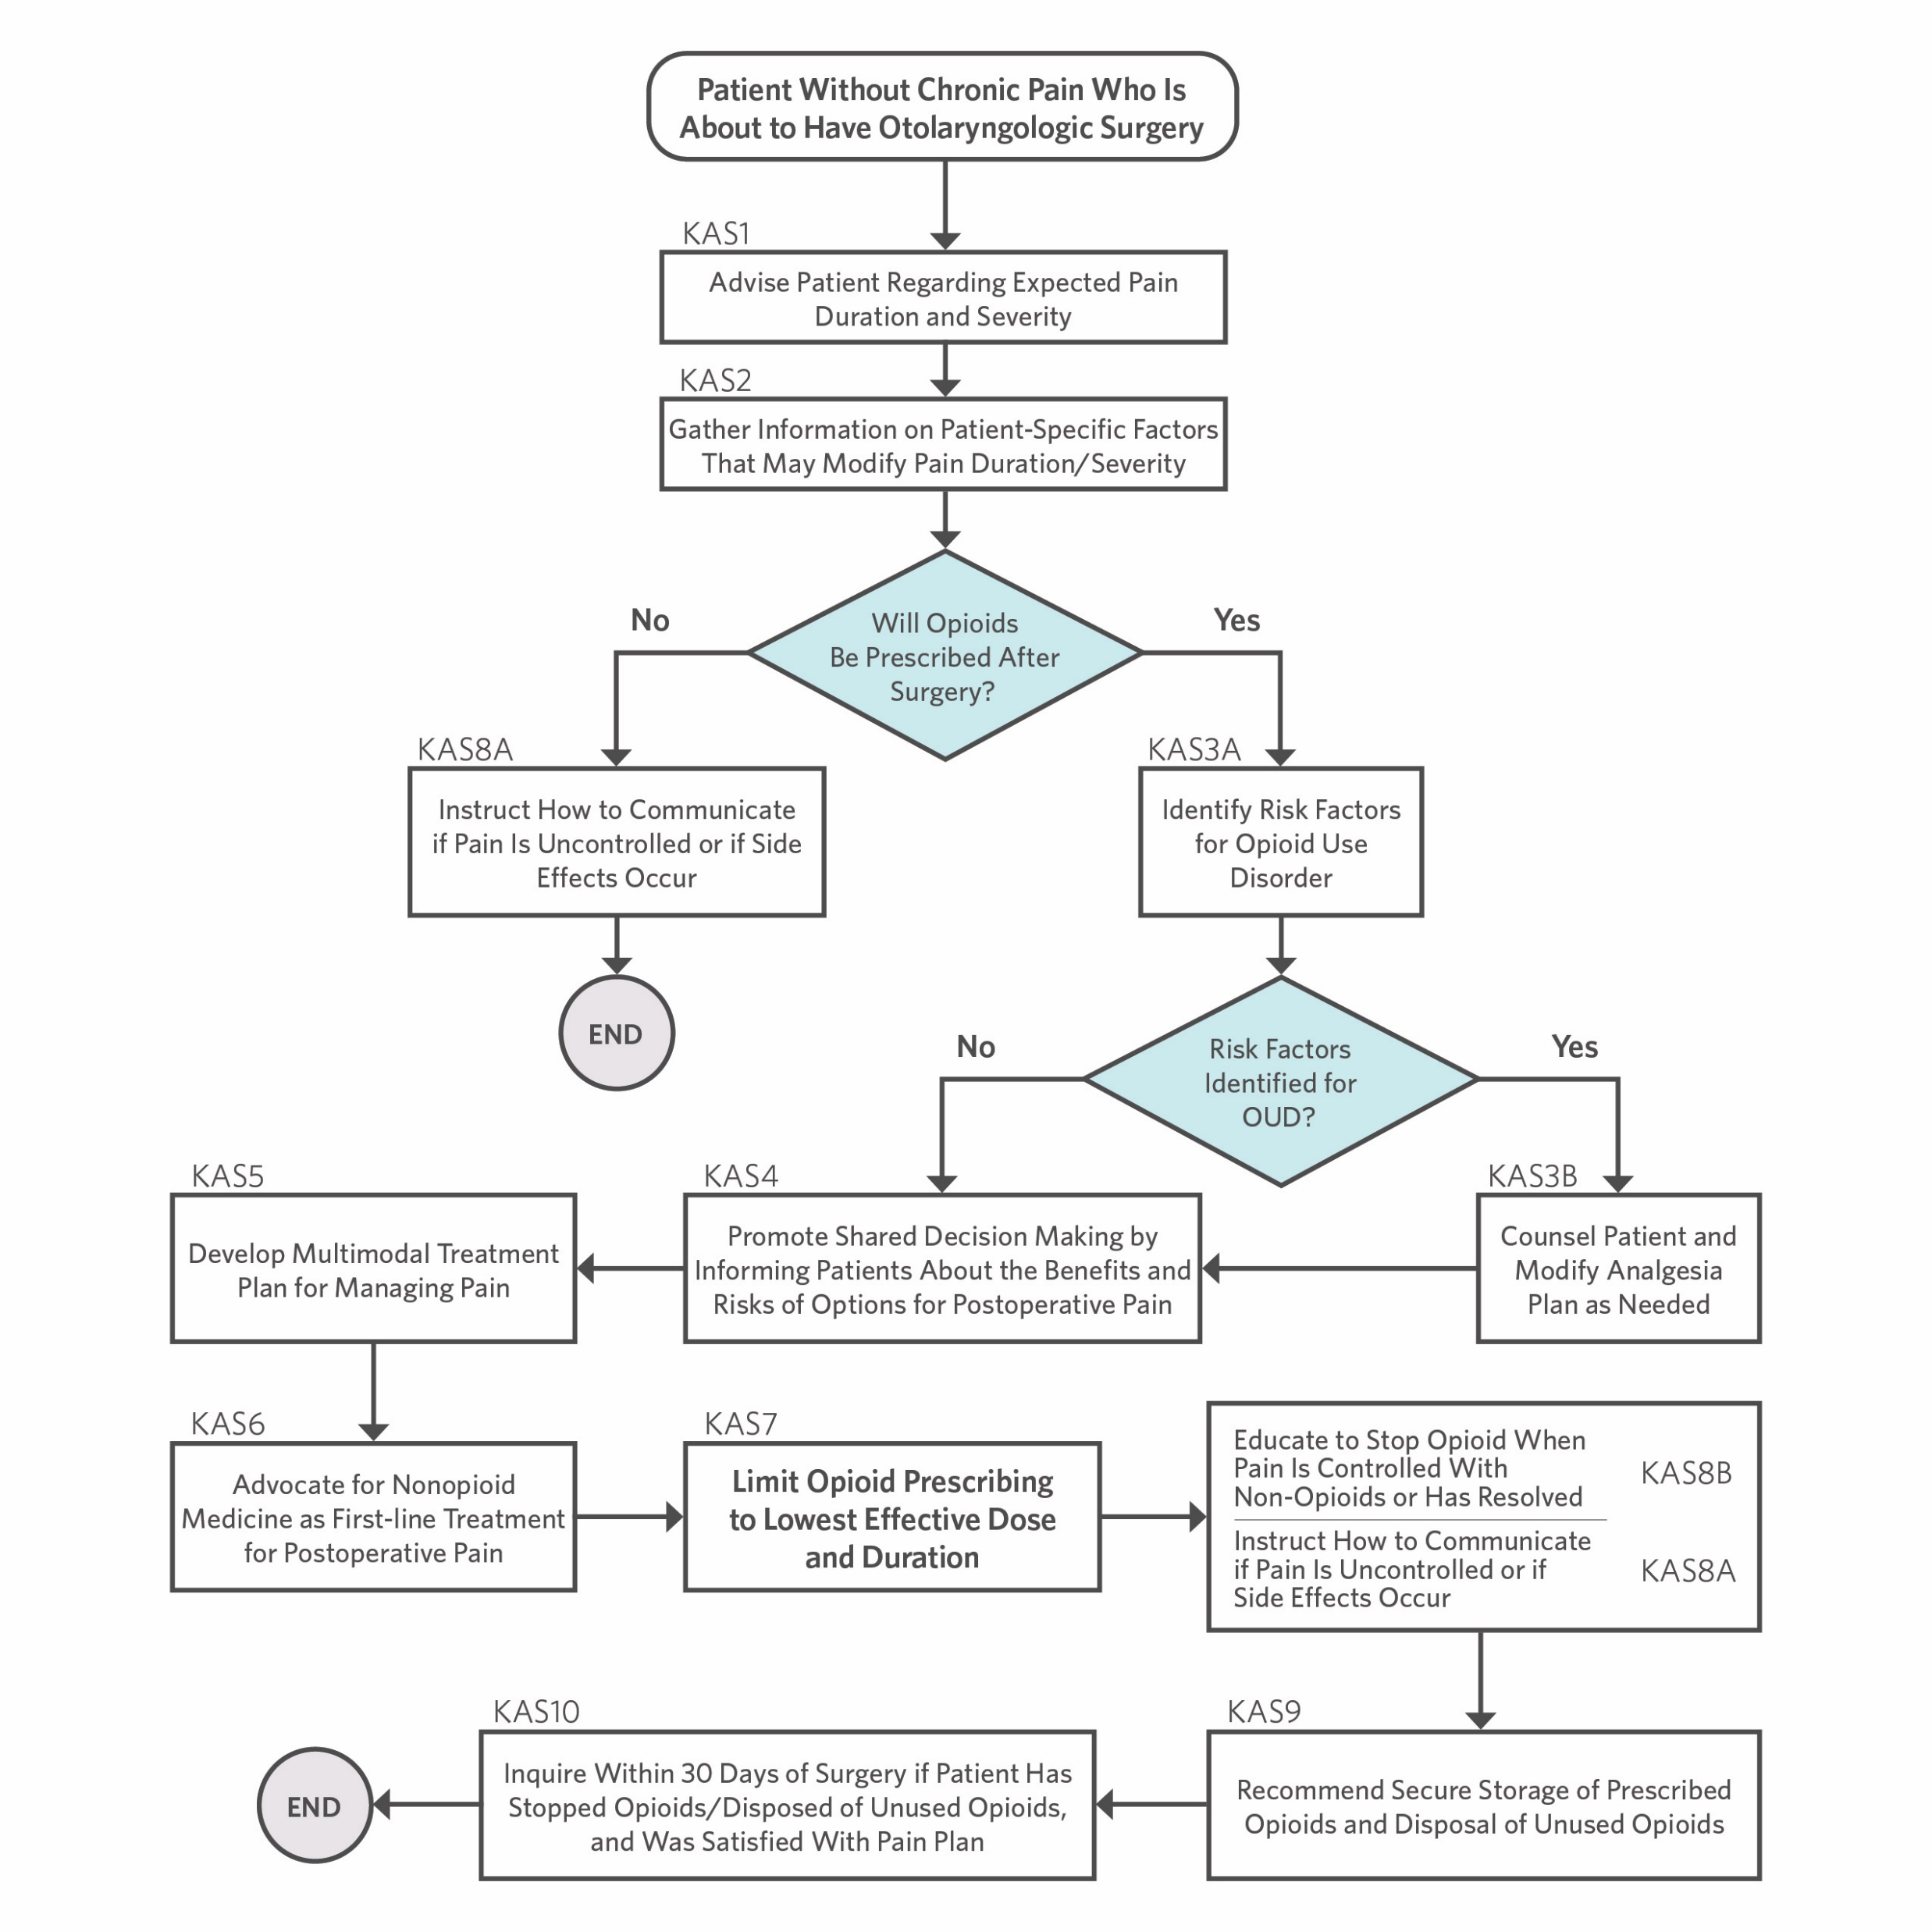 Patient Without Chronic Pain Who Is
About to Have Otolaryngologic Surgery
KAS1
Advise Patient Regarding Expected Pain
Duration and Severity
KAS2
Gather Information on Patient-Specific Factors
That May Modify Pain Duration/Severity
Will Opioids
Be Prescribed After
Surgery?
No
Yes
KAS8A
Instruct How to Communicate
if Pain Is Uncontrolled or if Side
Effects Occur
END
KAS3A
Identify Risk Factors
for Opioid Use
Disorder
Risk Factors
Identified for
OUD?
No
Yes
KAS3B
Counsel Patient and
Modify Analgesia
Plan as Needed
KAS4
Promote Shared Decision Making by
Informing Patients About the Benefits and
Risks of Options for Postoperative Pain
KAS5
Develop Multimodal Treatment
Plan for Managing Pain
KAS6
Advocate for Nonopioid
Medicine as First-line Treatment
for Postoperative Pain
KAS7
Limit Opioid Prescribing
to Lowest Effective Dose
and Duration
Educate to Stop Opioid When
Pain Is Controlled With
Non-Opioids or Has Resolved
KAS8B
Instruct How to Communicate
if Pain Is Uncontrolled or if
Side Effects Occur
KAS8A
KAS9
Recommend Secure Storage of Prescribed
Opioids and Disposal of Unused Opioids
KAS10
Inquire Within 30 Days of Surgery if Patient Has
Stopped Opioids/Disposed of Unused Opioids,
and Was Satisfied With Pain Plan
END